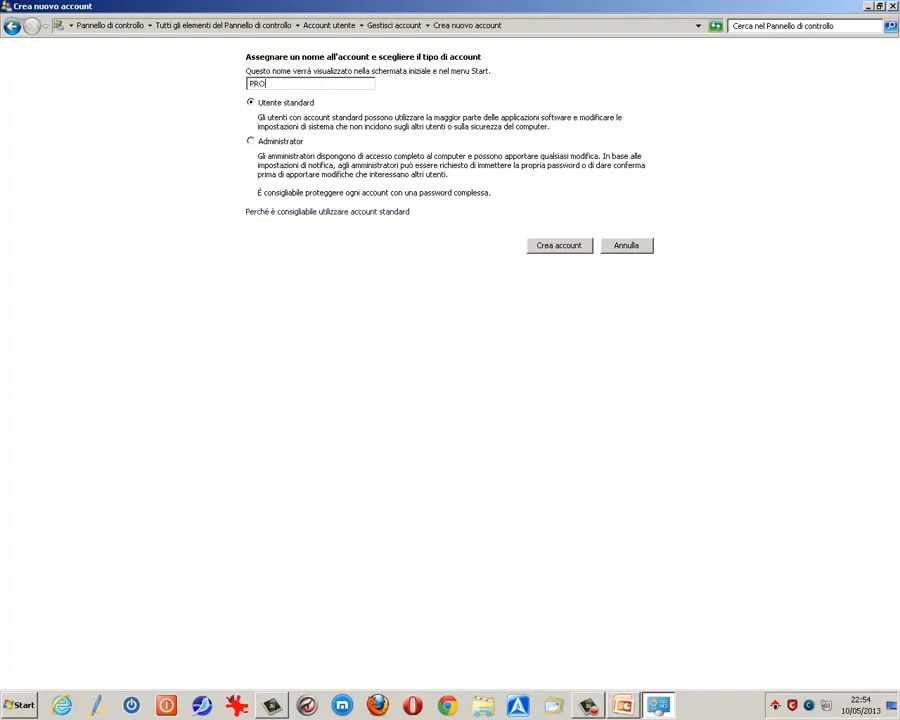 Crea nuovo account
Pannello di controllo Tutti gli elementi del Pannello di controllo Account utente Gestisci account Crea nuovo account Cerca nel Pannello di controllo
Assegnare un nome all'account e scegliere il tipo di account
Questo nome verrà visualizzato nella schermata iniziale e nel menu Start.
PRO
Utente standard
Gli utenti con account standard possono utilizzare la maggior parte delle applicazioni software e modificare le
impostazioni di sistema che non incidono sugli altri utenti o sulla sicurezza del computer.
Administrator
Gli amministratori dispongono di accesso completo al computer e possono apportare qualsiasi modifica. In base alle
impostazioni di notifica, agli amministratori può essere richiesto di immettere la propria password o di dare conferma
prima di apportare modifiche che interessano altri utenti.
È consigliabile proteggere ogni account con una password complessa.
Perché è consigliabile utilizzare account standard
Crea account Annulla
Start
22:54
10/05/2013